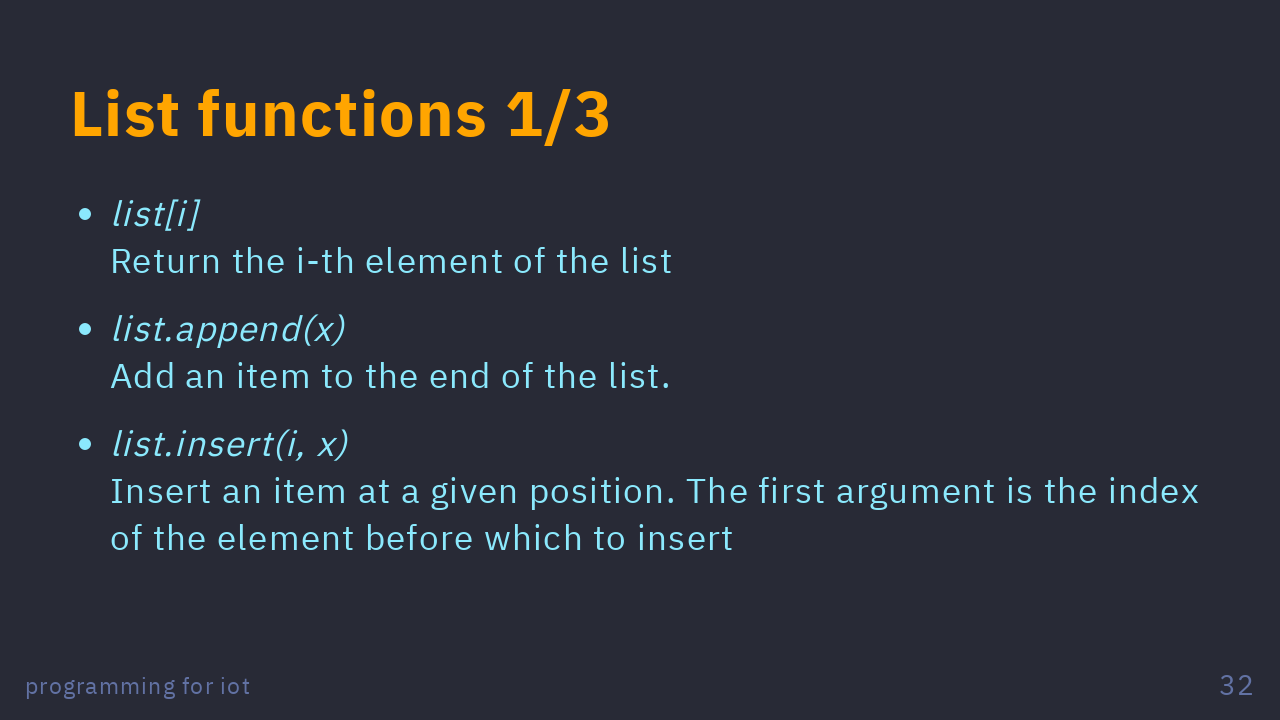 List functions 1/3
• list[i]
Return the i-th element of the list
• list.append(x)
Add an item to the end of the list.
• list.insert(i, x)
Insert an item at a given position. The first argument is the index
of the element before which to insert
programming for iot
32